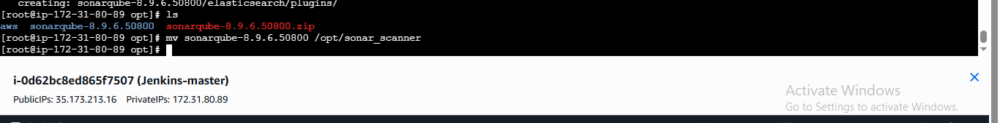 creating: sonarqube-8.9.6.50800/elasticsearch/plugins/
[root@ip-172-31-80-89 opt]# ls
aws sonarqube-8.9.6.50800 sonarqube-8.9.6.50800.zip
[root@ip-172-31-80-89 opt]# mv sonarqube-8.9.6.50800 /opt/sonar_scanner
[root@ip-172-31-80-89 opt]#
i-0d62bc8ed865f7507 (Jenkins-master)
PublicIPs: 35.173.213.16 PrivateIPs: 172.31.80.89
Activate Windows
Go to Settings to activate Windows.